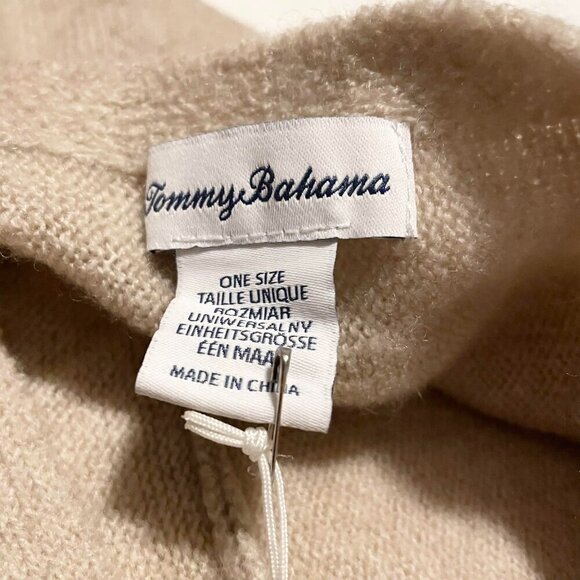 Tommy Bahama
ONE SIZE
TAILLE UNIQUE
ROZMIAR
UNIWERSALNY
EINHEITSGRÖSSE
ÉÉN MAAT
MADE IN CHINA